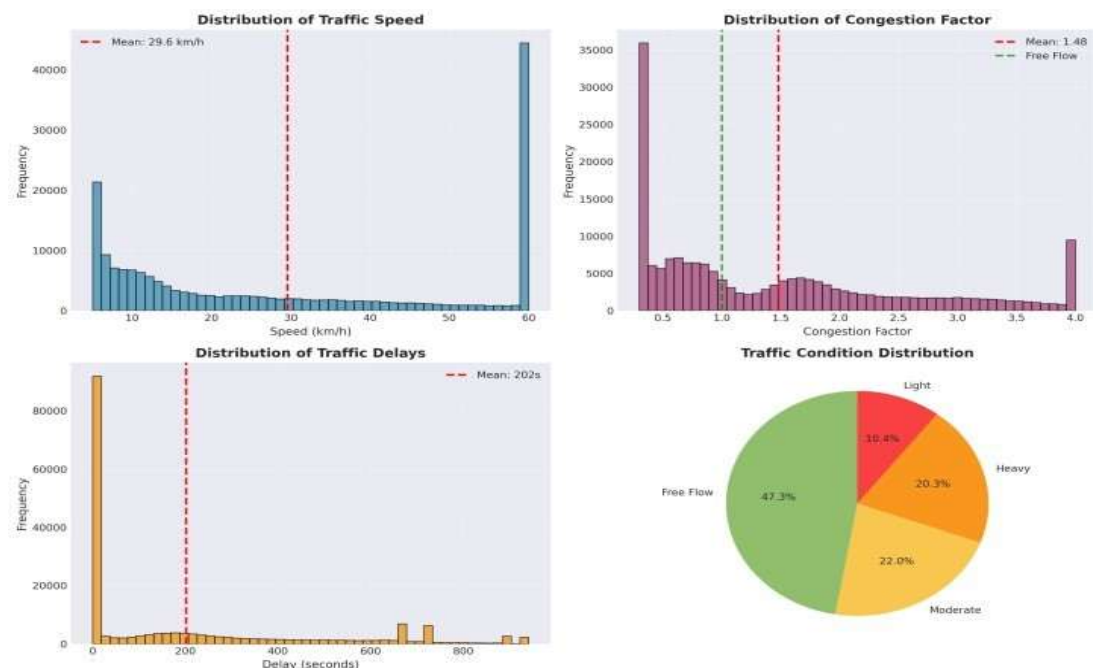 Distribution of Traffic Speed
Mean: 29.6 km/h
Frequency
40000
30000
20000
10000
0
10 20 30 40 50 60
Speed (km/h)
Distribution of Congestion Factor
Mean: 1.48
Free Flow
Frequency
35000
30000
25000
20000
15000
10000
5000
0
0.5 1.0 1.5 2.0 2.5 3.0 3.5 4.0
Congestion Factor
Distribution of Traffic Delays
Mean: 202s
Frequency
80000
60000
40000
20000
0
0 200 400 600 800
Delay (seconds)
Traffic Condition Distribution
Light
10.4%
Heavy
20.3%
Free Flow
47.3%
22.0%
Moderate